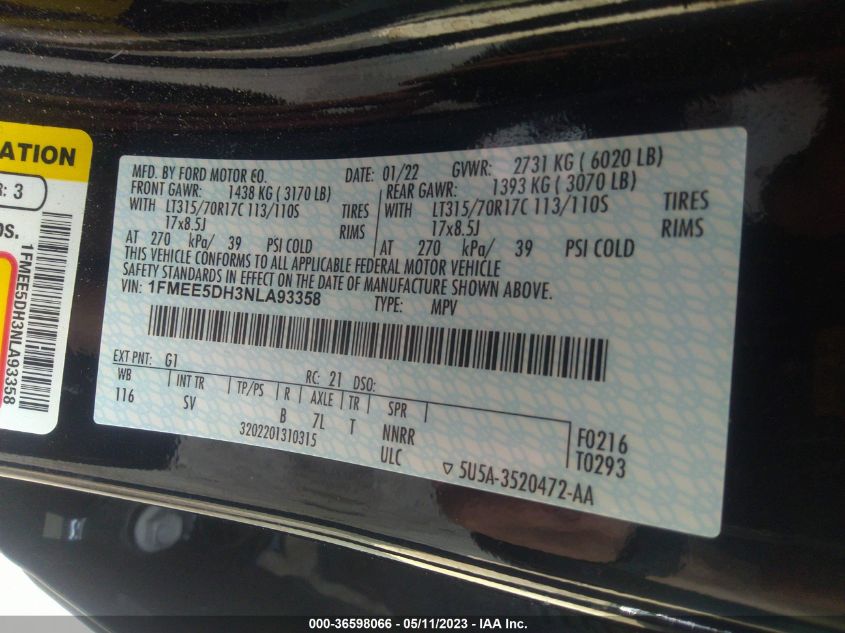 ATION
R: 3
OS.
1FMEE5DH3NLA93358
MFD. BY FORD MOTOR CO. DATE: 01/22 GVWR: 2731 KG ( 6020 LB)
FRONT GAWR: 1438 KG ( 3170 LB) REAR GAWR: 1393 KG ( 3070 LB)
WITH LT315/70R17C 113/110S TIRES WITH LT315/70R17C 113/110S TIRES
17x8.5J RIMS 17x8.5J RIMS
AT 270 kPa/ 39 PSI COLD AT 270 kPa/ 39 PSI COLD
THIS VEHICLE CONFORMS TO ALL APPLICABLE FEDERAL MOTOR VEHICLE
SAFETY STANDARDS IN EFFECT ON THE DATE OF MANUFACTURE SHOWN ABOVE.
VIN: 1FMEE5DH3NLA93358 TYPE: MPV
EXT PNT: G1 RC: 21 DSO:
WB INT TR TP/PS R AXLE TR SPR
116 SV B 7L T NNRR F0216
3202201310315 ULC T0293
▽ 5U5A-3520472-AA
000-36598066 - 05/11/2023 - IAA Inc.